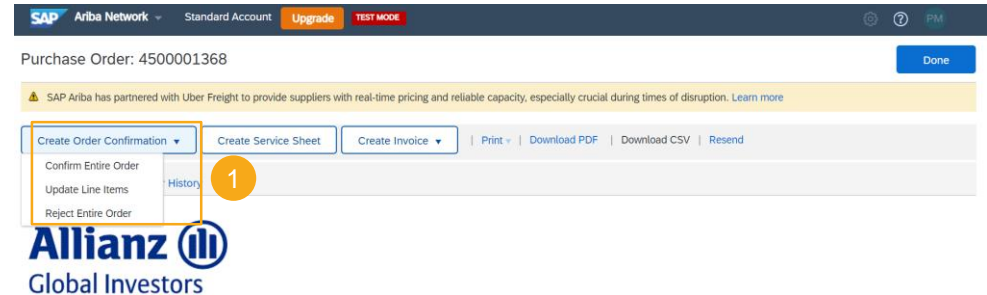 SAP Ariba Network Standard Account Upgrade TEST MODE ? PM
Purchase Order: 4500001368 Done
SAP Ariba has partnered with Uber Freight to provide suppliers with real-time pricing and reliable capacity, especially crucial during times of disruption. Learn more
Create Order Confirmation Create Service Sheet Create Invoice | Print | Download PDF | Download CSV | Resend
Confirm Entire Order
Update Line Items History 1
Reject Entire Order
Allianz
Global Investors